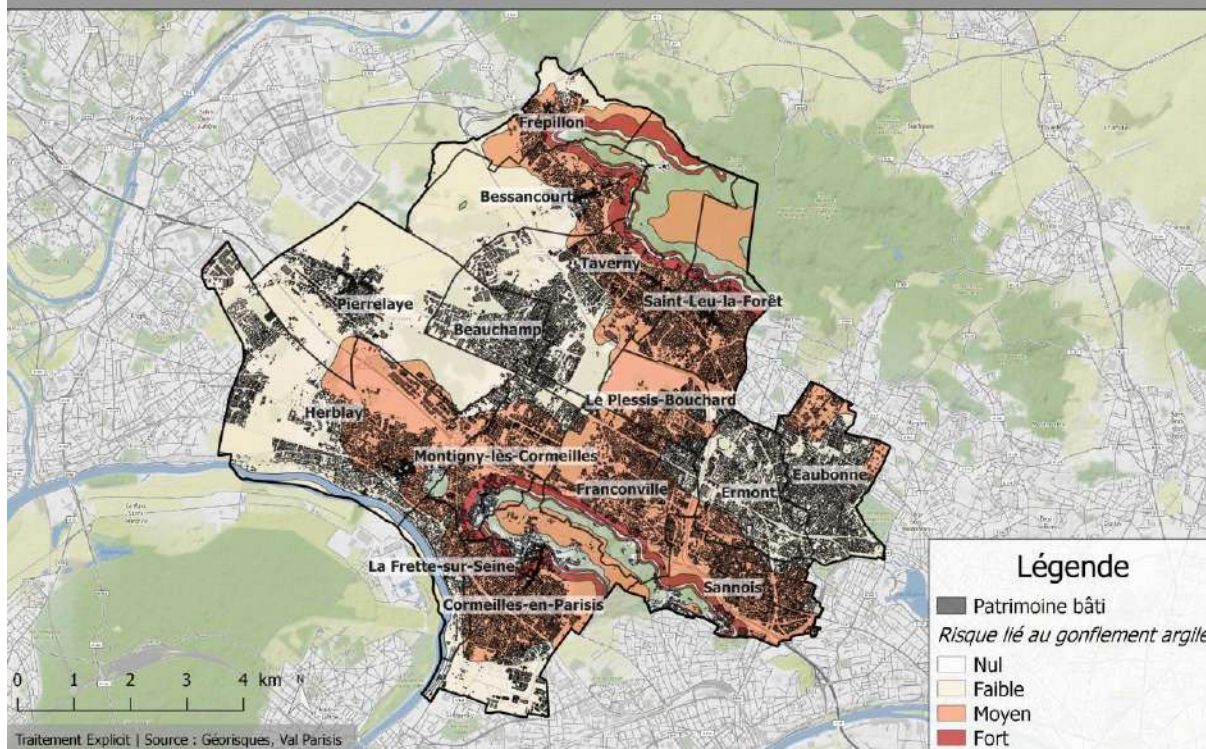 Frépillon
Bessancourt
Taverny
Saint-Leu-la-Forêt
Pierrelaye
Beauchamp
Le Plessis-Bouchard
Herblay
Montigny-lès-Cormeilles
Franconville
Ermont
Eaubonne
La Frette-sur-Seine
Sannois
Cormeilles-en-Parisis
Légende
Patrimoine bâti
Risque lié au gonflement argile
Nul
Faible
Moyen
Fort
0 1 2 3 4 km
N
Traitement Explicit | Source : Géorisques, Val Parisis